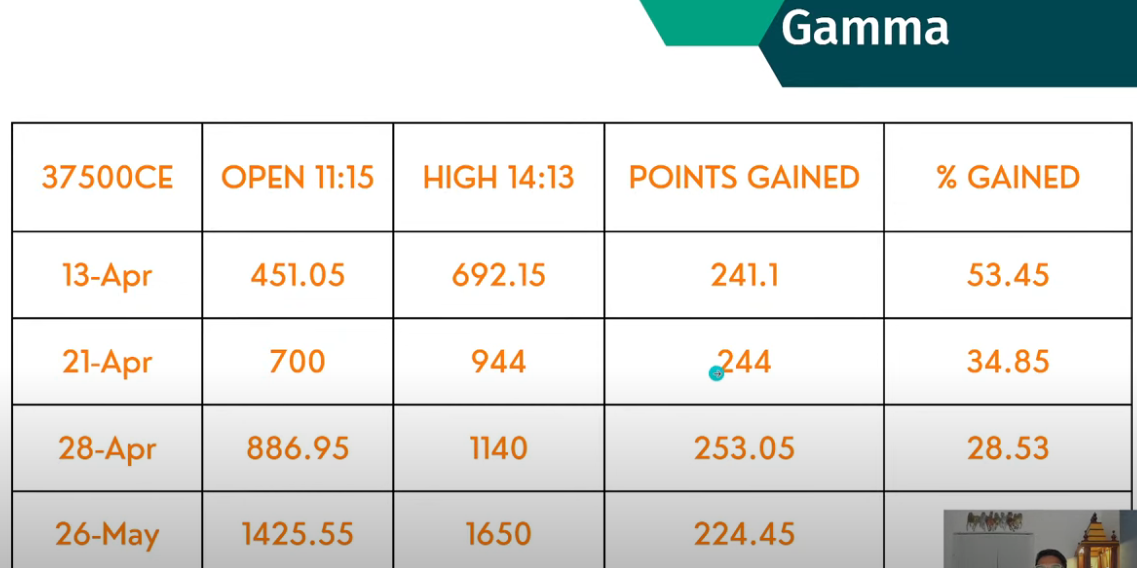 Gamma
37500CE OPEN 11:15 HIGH 14:13 POINTS GAINED % GAINED
13-Apr 451.05 692.15 241.1 53.45
21-Apr 700 944 244 34.85
28-Apr 886.95 1140 253.05 28.53
26-May 1425.55 1650 224.45